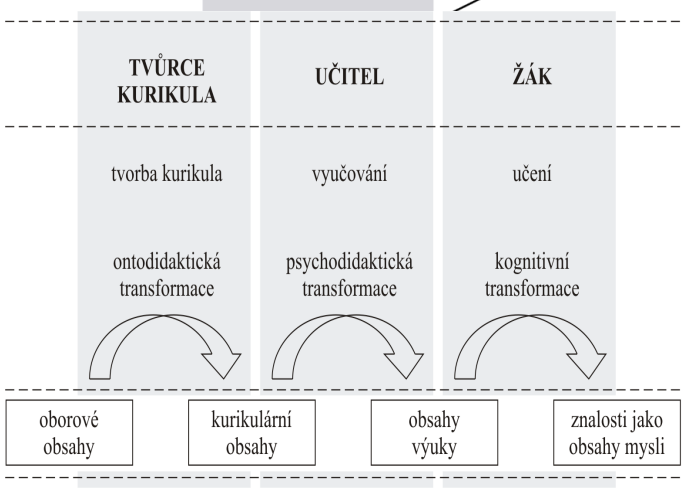 TVŮRCE
KURIKULA
UČITEL
ŽÁK
tvorba kurikula
vyučování
učení
ontodidaktická
transformace
psychodidaktická
transformace
kognitivní
transformace
oborové
obsahy
kurikulární
obsahy
obsahy
výuky
znalosti jako
obsahy mysli